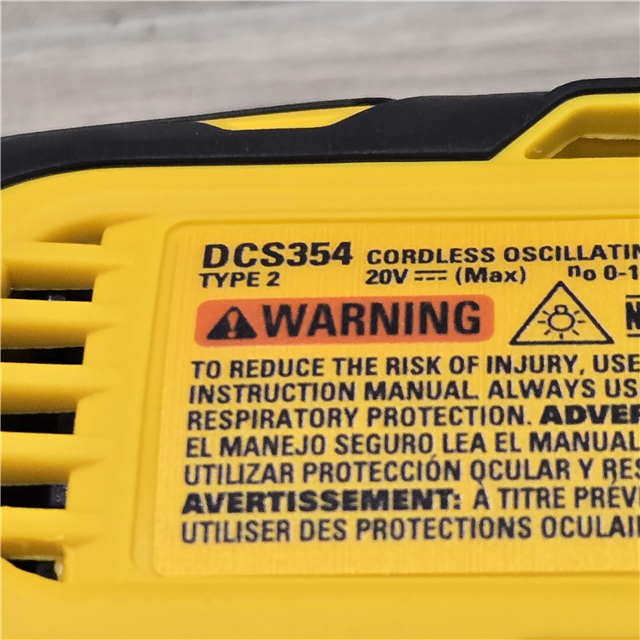 DCS354 CORDLESS OSCILLATIN
TYPE 2 20V ⎓ (Max) no 0-1
WARNING
TO REDUCE THE RISK OF INJURY, USE
INSTRUCTION MANUAL. ALWAYS US
RESPIRATORY PROTECTION. ADVER
EL MANEJO SEGURO LEA EL MANUAL
UTILIZAR PROTECCIÓN OCULAR Y RES
AVERTISSEMENT: À TITRE PRÉV
UTILISER DES PROTECTIONS OCULAI